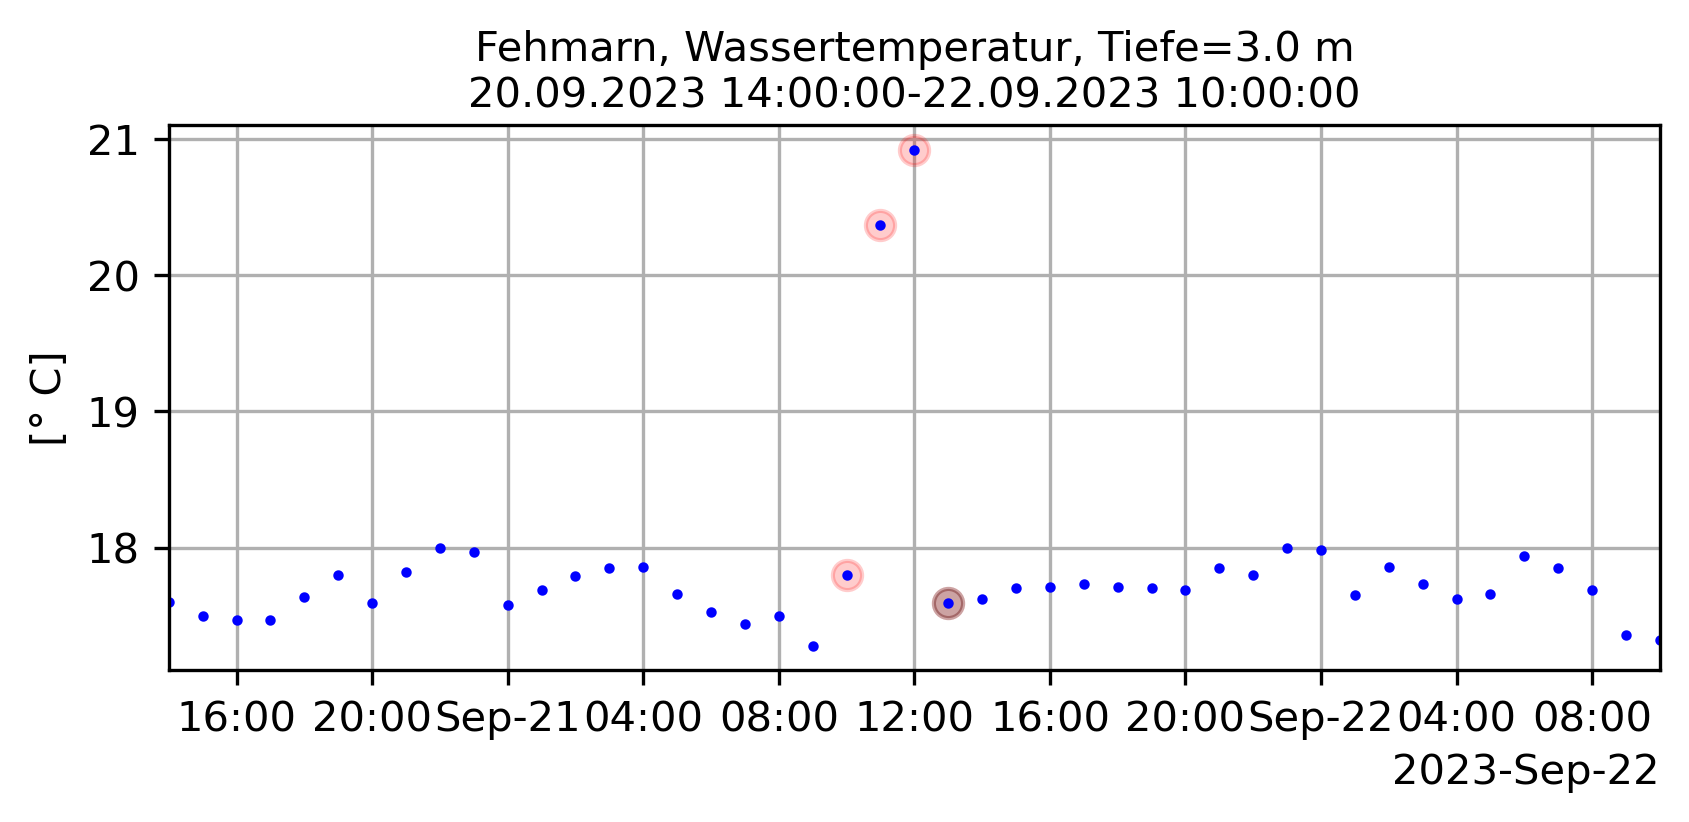 Fehmarn, Wassertemperatur, Tiefe=3.0 m
20.09.2023 14:00:00-22.09.2023 10:00:00
21
20
19
18
[° C]
16:00 20:00 Sep-21 04:00 08:00 12:00 16:00 20:00 Sep-22 04:00 08:00
2023-Sep-22